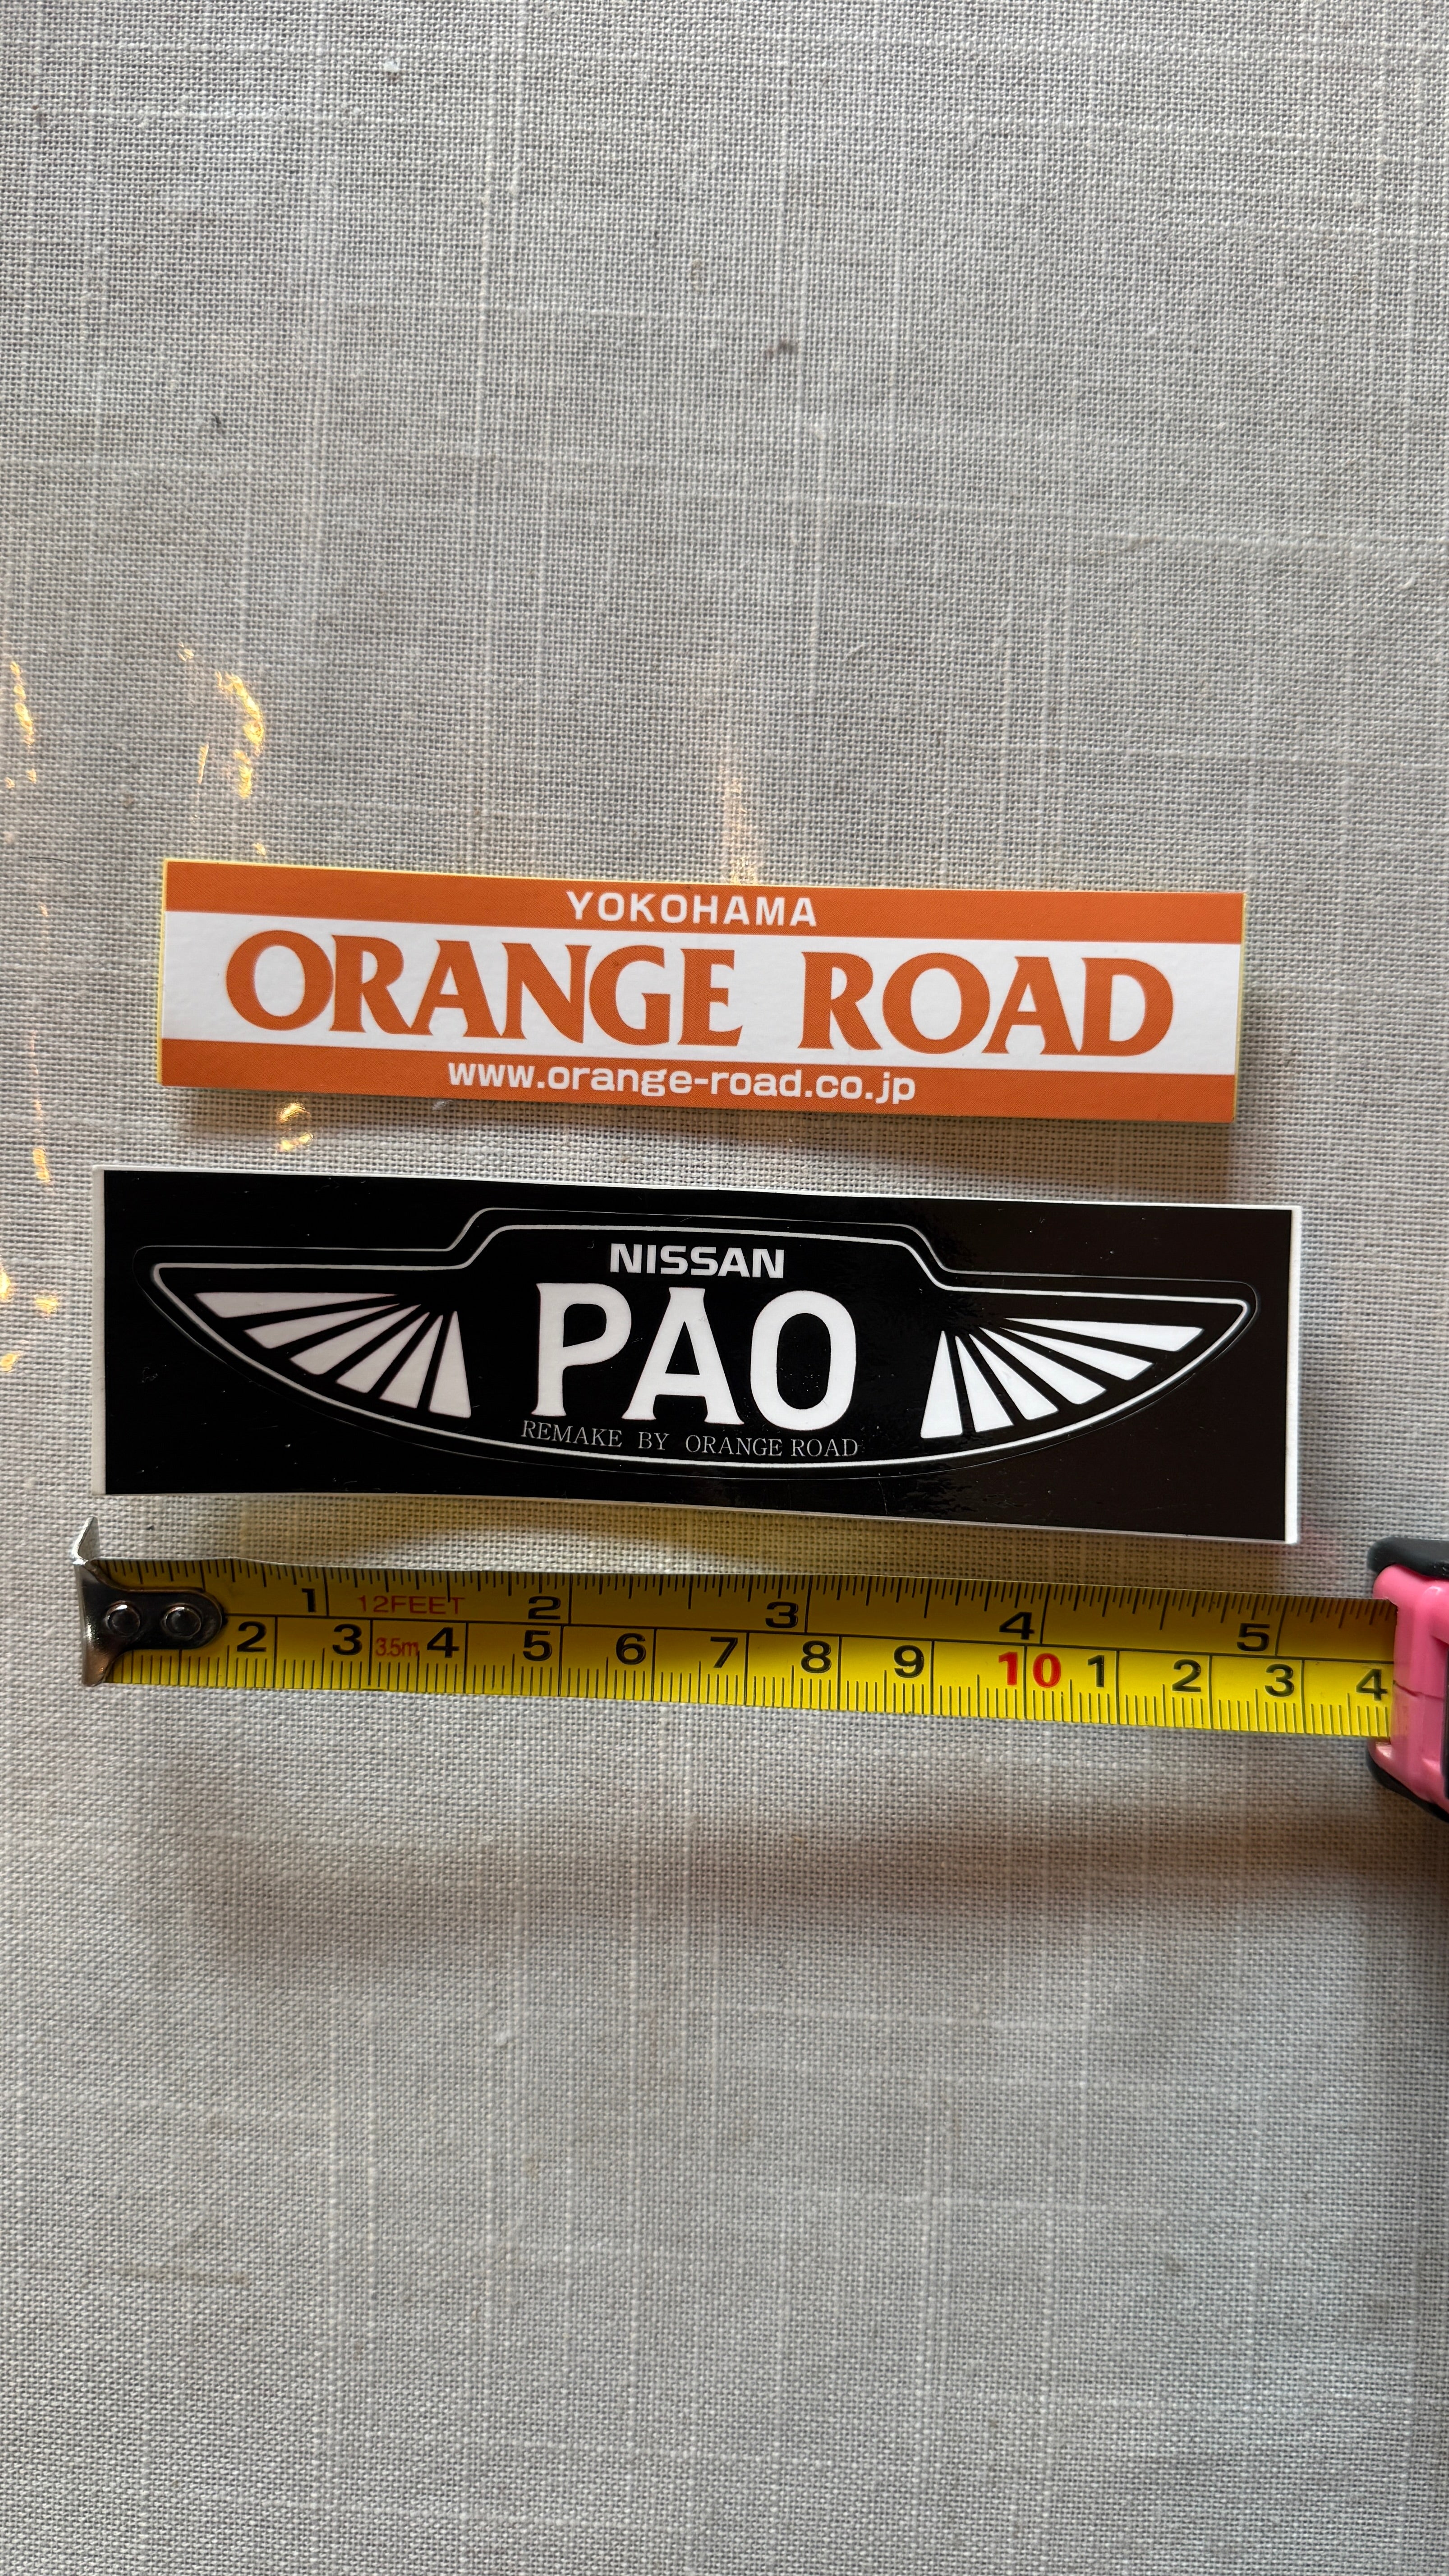 YOKOHAMA
ORANGE ROAD
www.orange-road.co.jp
NISSAN
PAO
REMAKE BY ORANGE ROAD
1 12FEET 2 3 4 5
2 3 3.5m 4 5 6 7 8 9 10 1 2 3 4